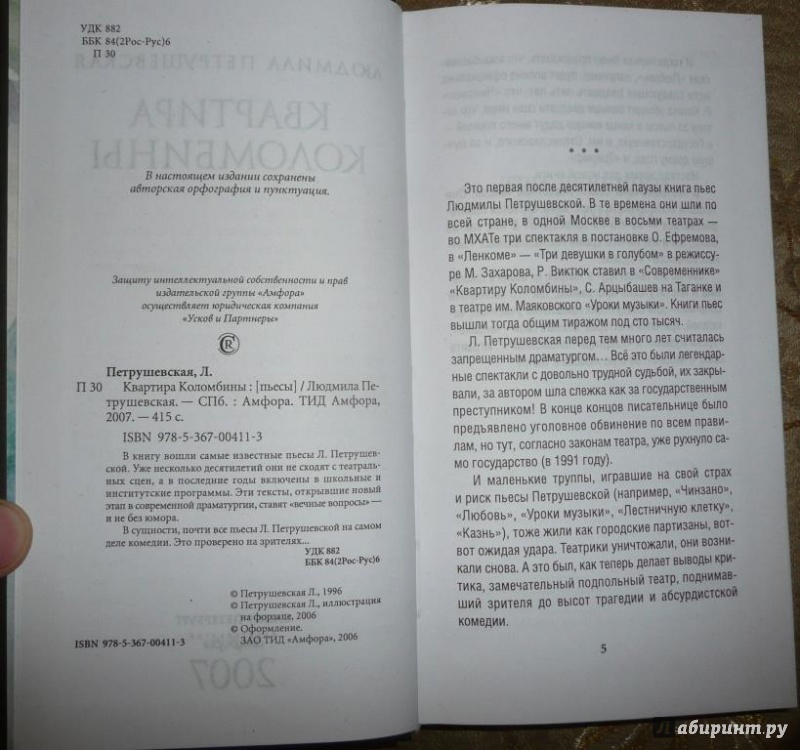 УДК 882
ББК 84(2Рос-Рус)6
П 30
ЛЮДМИЛА ПЕТРУШЕВСКАЯ
КВАРТИРА
КОЛОМБИНЫ
В настоящем издании сохранены
авторская орфография и пунктуация.
Защиту интеллектуальной собственности и прав
издательской группы «Амфора»
осуществляет юридическая компания
«Усков и Партнеры»
Петрушевская, Л.
П 30 Квартира Коломбины : [пьесы] / Людмила Пе-
трушевская. — СПб. : Амфора. ТИД Амфора,
2007. — 415 с.
ISBN 978-5-367-00411-3
В книгу вошли самые известные пьесы Л. Петрушев-
ской. Уже несколько десятилетий они не сходят с театраль-
ных сцен, а в последние годы включены в школьные и
институтские программы. Эти тексты, открывшие новый
этап в современной драматургии, ставят «вечные вопросы» —
и не без юмора.
В сущности, почти все пьесы Л. Петрушевской на самом
деле комедии. Это проверено на зрителях...
УДК 882
ББК 84(2Рос-Рус)6
© Петрушевская Л., 1996
© Петрушевская Л., иллюстрация
на форзаце, 2006
© Оформление.
ЗАО ТИД «Амфора», 2006
ISBN 978-5-367-00411-3
2007
* * *
Это первая после десятилетней паузы книга пьес
Людмилы Петрушевской. В те времена они шли по
всей стране, в одной Москве в восьми театрах —
во МХАТе три спектакля в постановке О. Ефремова,
в «Ленкоме» — «Три девушки в голубом» в режиссу-
ре М. Захарова, Р. Виктюк ставил в «Современнике»
«Квартиру Коломбины», С. Арцыбашев на Таганке и
в театре им. Маяковского «Уроки музыки». Книги пьес
вышли тогда общим тиражом под сто тысяч.
Л. Петрушевская перед тем много лет считалась
запрещенным драматургом... Всё это были легендар-
ные спектакли с довольно трудной судьбой, их закры-
вали, за автором шла слежка как за государственным
преступником! В конце концов писательнице было
предъявлено уголовное обвинение по всем прави-
лам, но тут, согласно законам театра, уже рухнуло са-
мо государство (в 1991 году).
И маленькие труппы, игравшие на свой страх
и риск пьесы Петрушевской (например, «Чинзано»,
«Любовь», «Уроки музыки», «Лестничную клетку»,
«Казнь»), тоже жили как городские партизаны, вот-
вот ожидая удара. Театрики уничтожали, они возни-
кали снова. А это был, как теперь делает выводы кри-
тика, замечательный подпольный театр, поднимав-
ший зрителя до высот трагедии и абсурдистской
комедии.
5
Лабиринт.ру